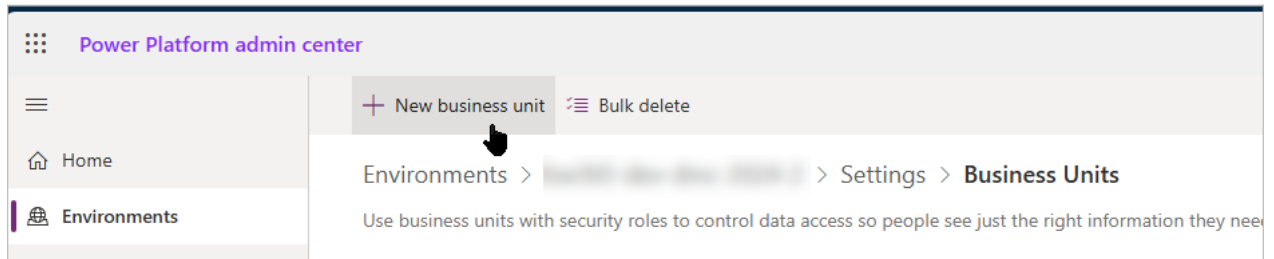 Power Platform admin center
New business unit Bulk delete
Home
Environments > > Settings > Business Units
Environments
Use business units with security roles to control data access so people see just the right information they